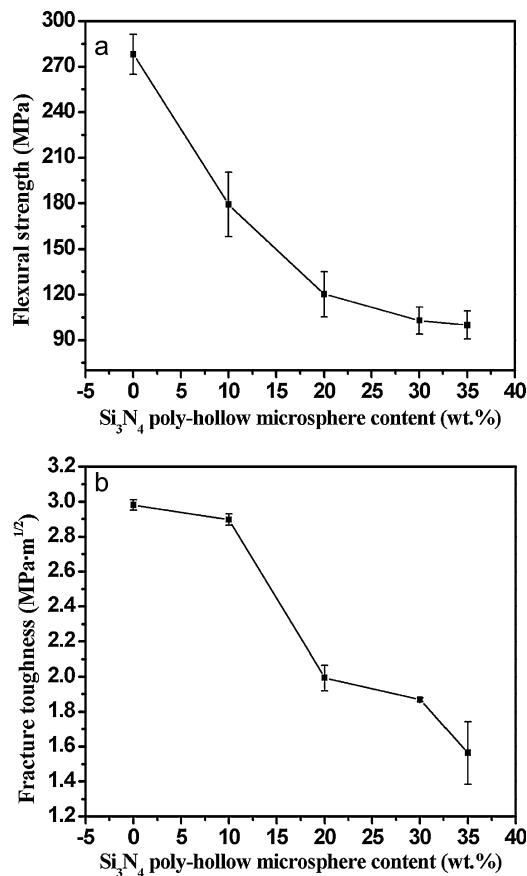 a
300
270
240
210
180
150
120
90
Flexural strength (MPa)
-5 0 5 10 15 20 25 30 35 40
Si₃N₄ poly-hollow microsphere content (wt.%)
b
3.2
3.0
2.8
2.6
2.4
2.2
2.0
1.8
1.6
1.4
1.2
Fracture toughness (MPa·m¹/²)
-5 0 5 10 15 20 25 30 35 40
Si₃N₄ poly-hollow microsphere content (wt.%)